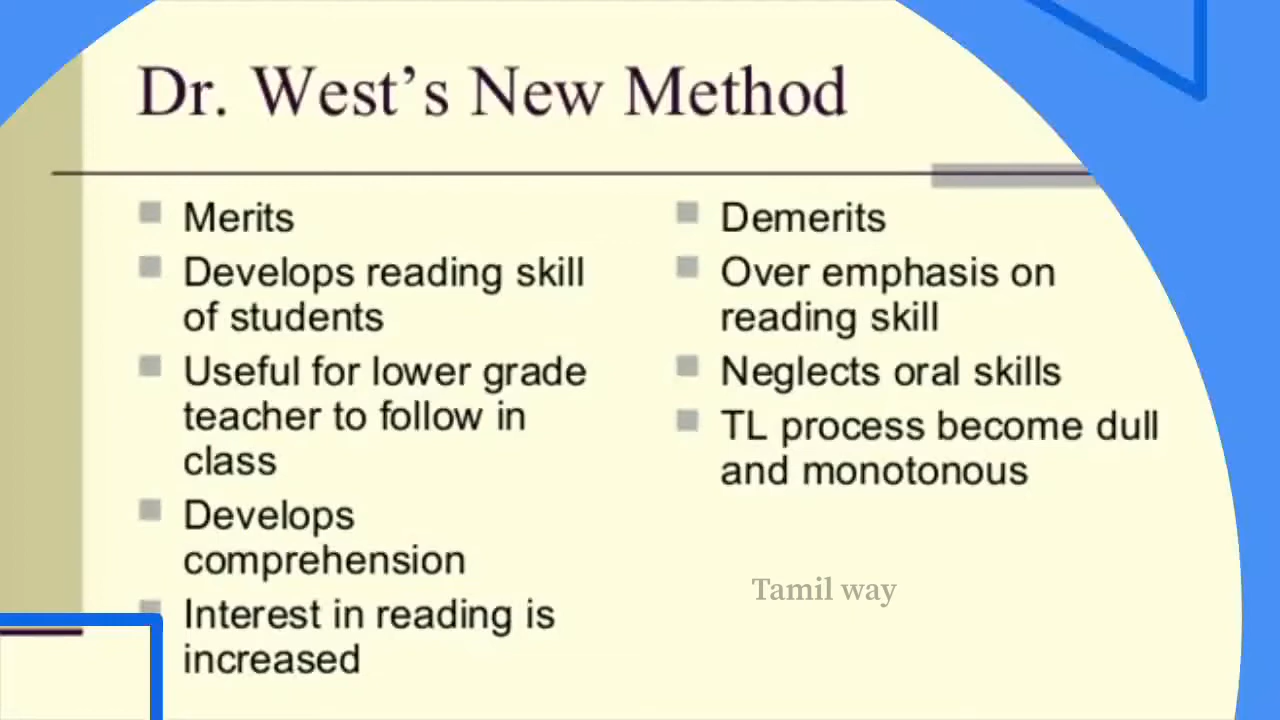 Dr. West’s New Method
Merits
Develops reading skill
of students
Useful for lower grade
teacher to follow in
class
Develops
comprehension
Interest in reading is
increased
Demerits
Over emphasis on
reading skill
Neglects oral skills
TL process become dull
and monotonous
Tamil way